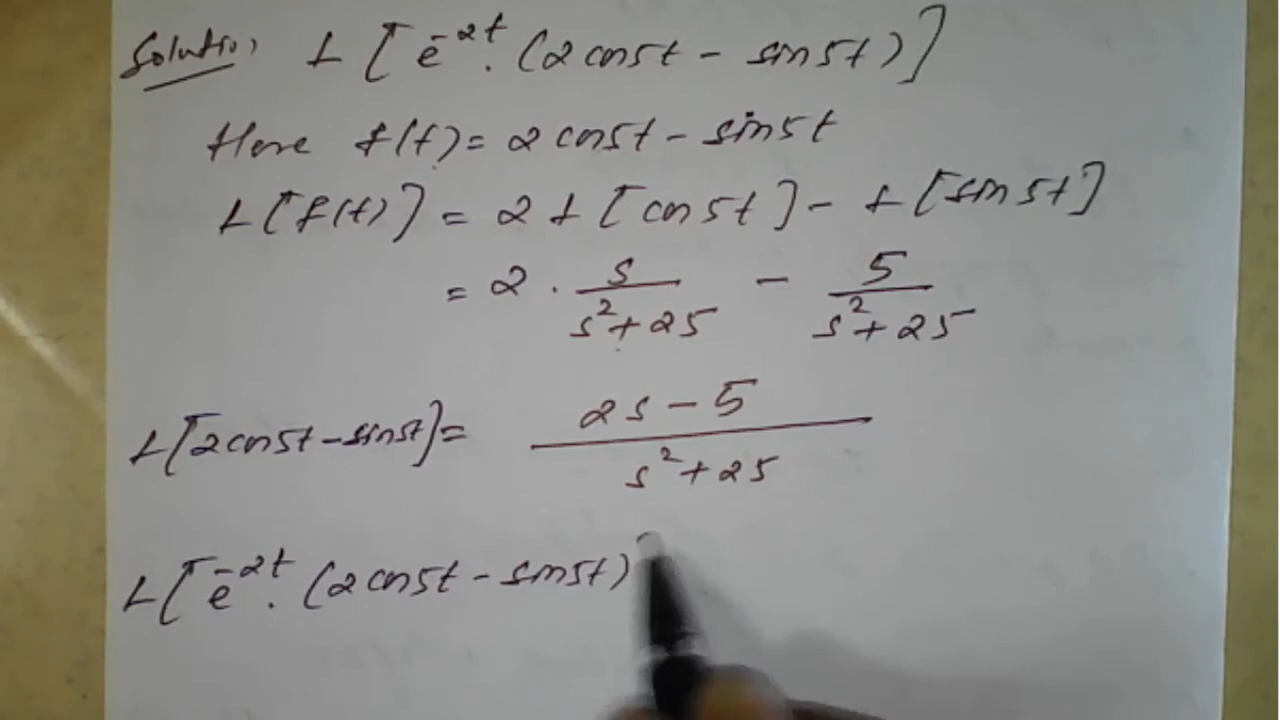 Solution L[e^-2t . (2cos5t - sin5t)]
Here f(t) = 2cos5t - sin5t
L[f(t)] = 2L[cos5t] - L[sin5t]
= 2 . s/(s²+25) - 5/(s²+25)
L[2cos5t-sin5t] = (2s-5)/(s²+25)
L[e^-2t . (2cos5t - sin5t)